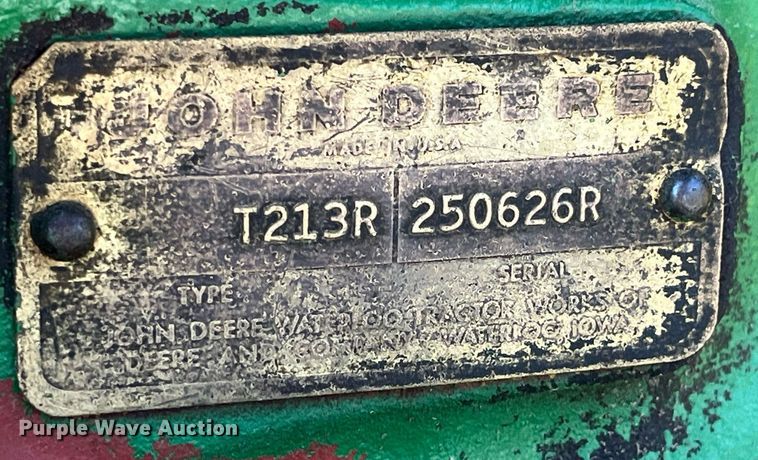 JOHN DEERE
MADE IN U.S.A
T213R 250626R
TYPE SERIAL
JOHN DEERE WATERLOO TRACTOR WORKS OF
DEERE AND COMPANY WATERLOO, IOWA
Purple Wave Auction